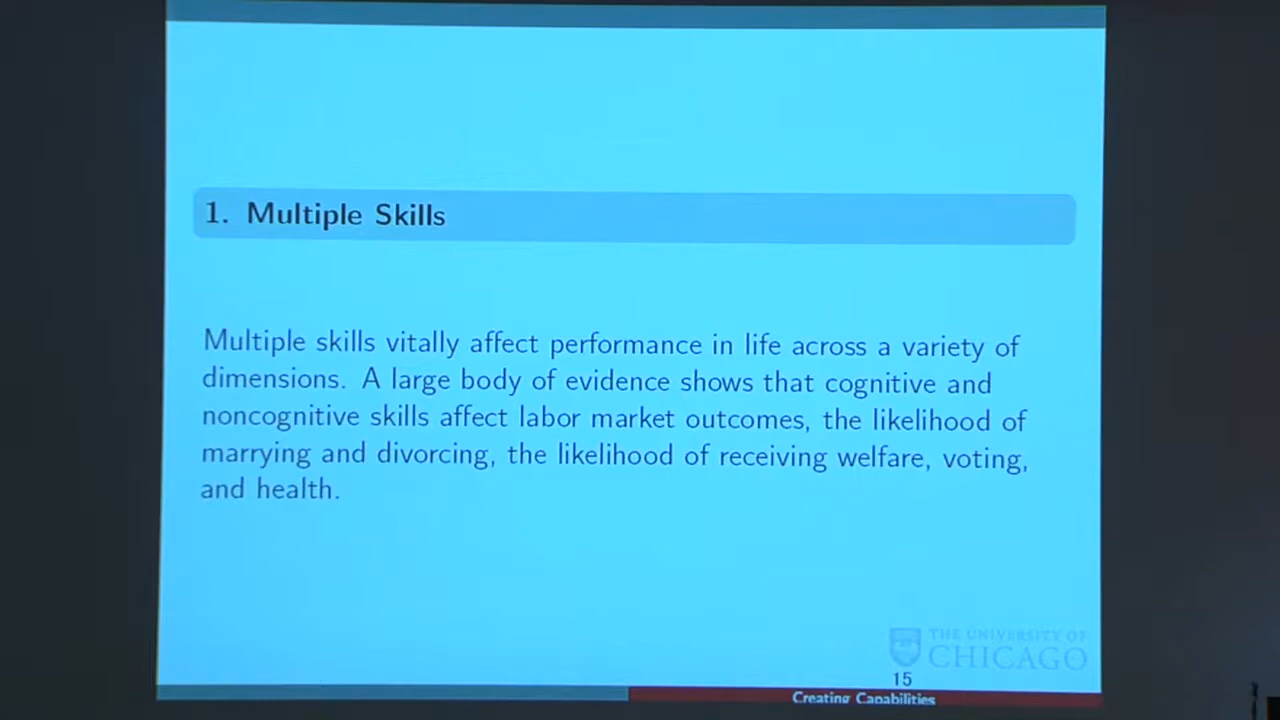 1. Multiple Skills
Multiple skills vitally affect performance in life across a variety of
dimensions. A large body of evidence shows that cognitive and
noncognitive skills affect labor market outcomes, the likelihood of
marrying and divorcing, the likelihood of receiving welfare, voting,
and health.
THE UNIVERSITY OF
CHICAGO
15
Creating Capabilities